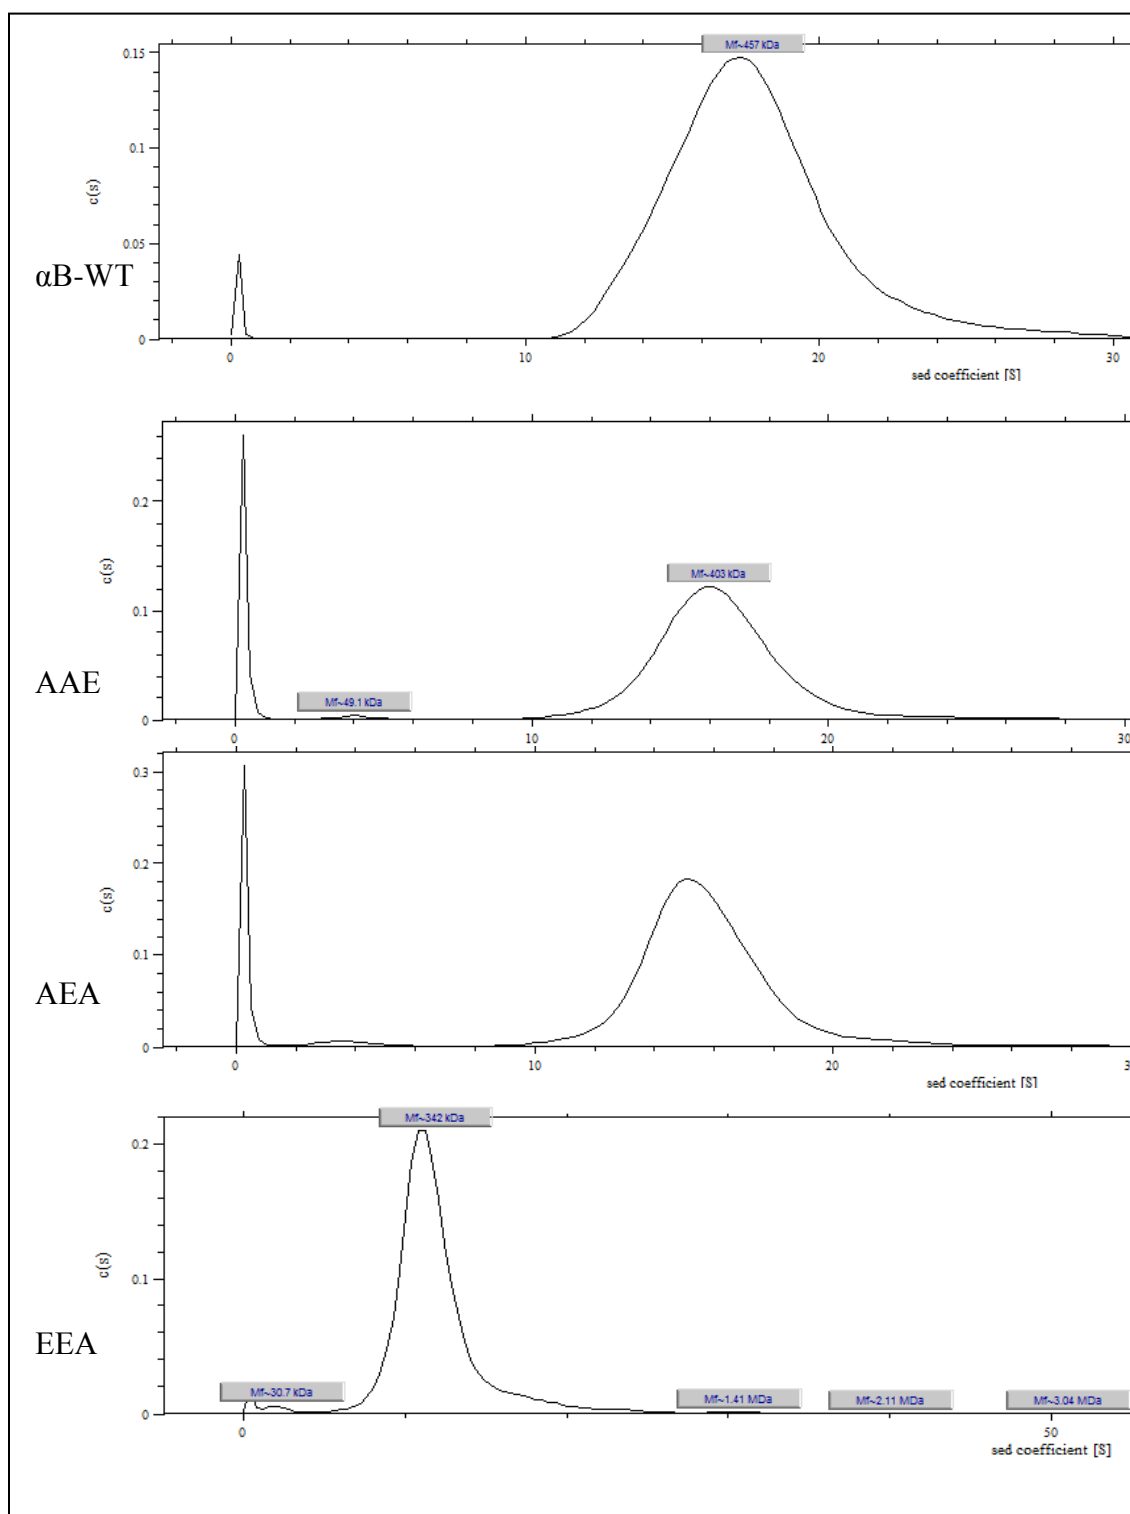 Mf~457 kDa
0.15
0.1
c(s)
0.05
αB-WT
0
0 10 20 30
sed coefficient [S]
0.2
c(s)
Mf~403 kDa
0.1
AAE
Mf~49.1 kDa
0
0 10 20 30
0.3
0.2
c(s)
0.1
AEA
0
0 10 20 3
sed coefficient [S]
Mf~342 kDa
0.2
c(s)
0.1
EEA
Mf~30.7 kDa Mf~1.41 MDa Mf~2.11 MDa Mf~3.04 MDa
0
0 50
sed coefficient [S]